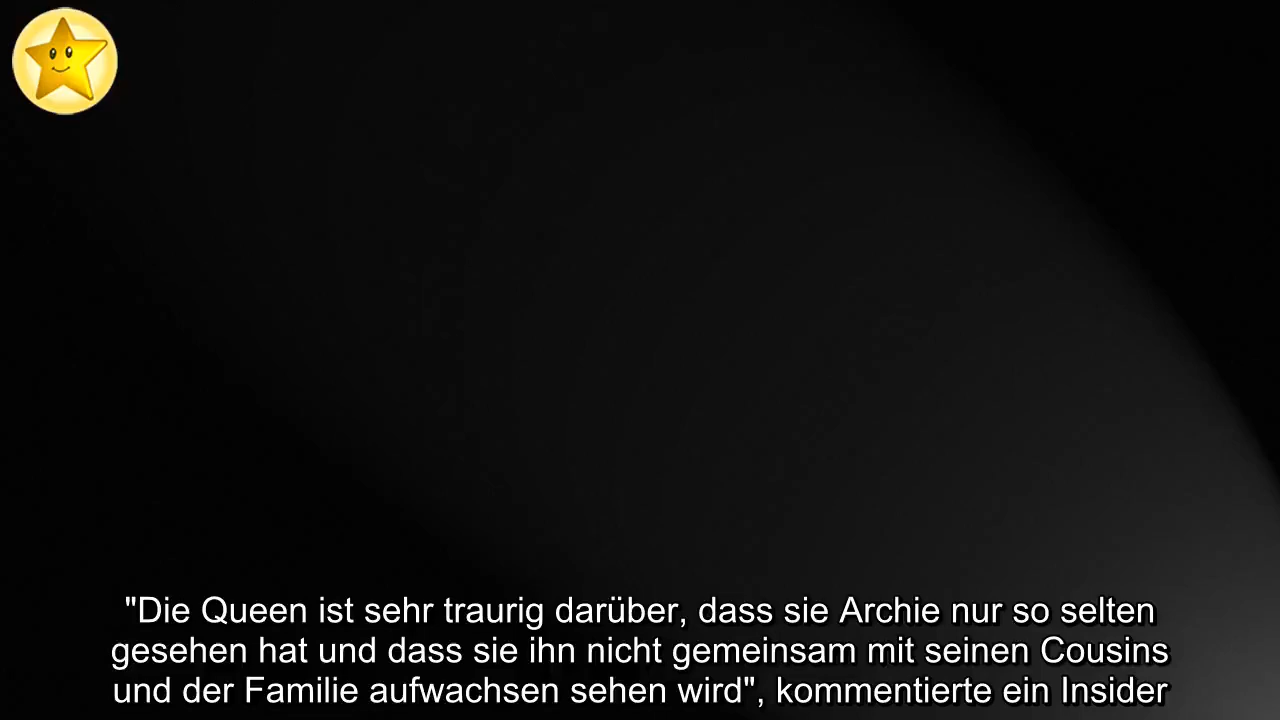 "Die Queen ist sehr traurig darüber, dass sie Archie nur so selten
gesehen hat und dass sie ihn nicht gemeinsam mit seinen Cousins
und der Familie aufwachsen sehen wird", kommentierte ein Insider